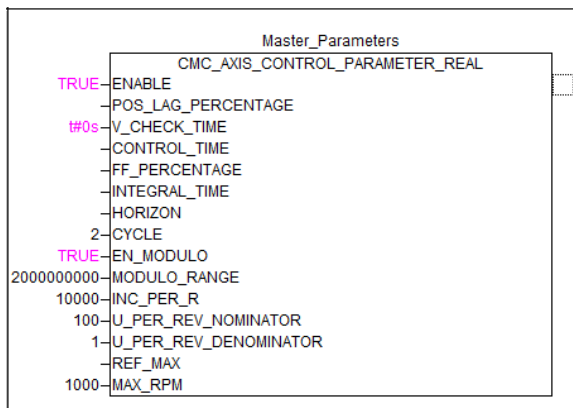 Master_Parameters
CMC_AXIS_CONTROL_PARAMETER_REAL
TRUE ENABLE
POS_LAG_PERCENTAGE
t#0s V_CHECK_TIME
CONTROL_TIME
FF_PERCENTAGE
INTEGRAL_TIME
HORIZON
2 CYCLE
TRUE EN_MODULO
2000000000 MODULO_RANGE
10000 INC_PER_R
100 U_PER_REV_NOMINATOR
1 U_PER_REV_DENOMINATOR
REF_MAX
1000 MAX_RPM